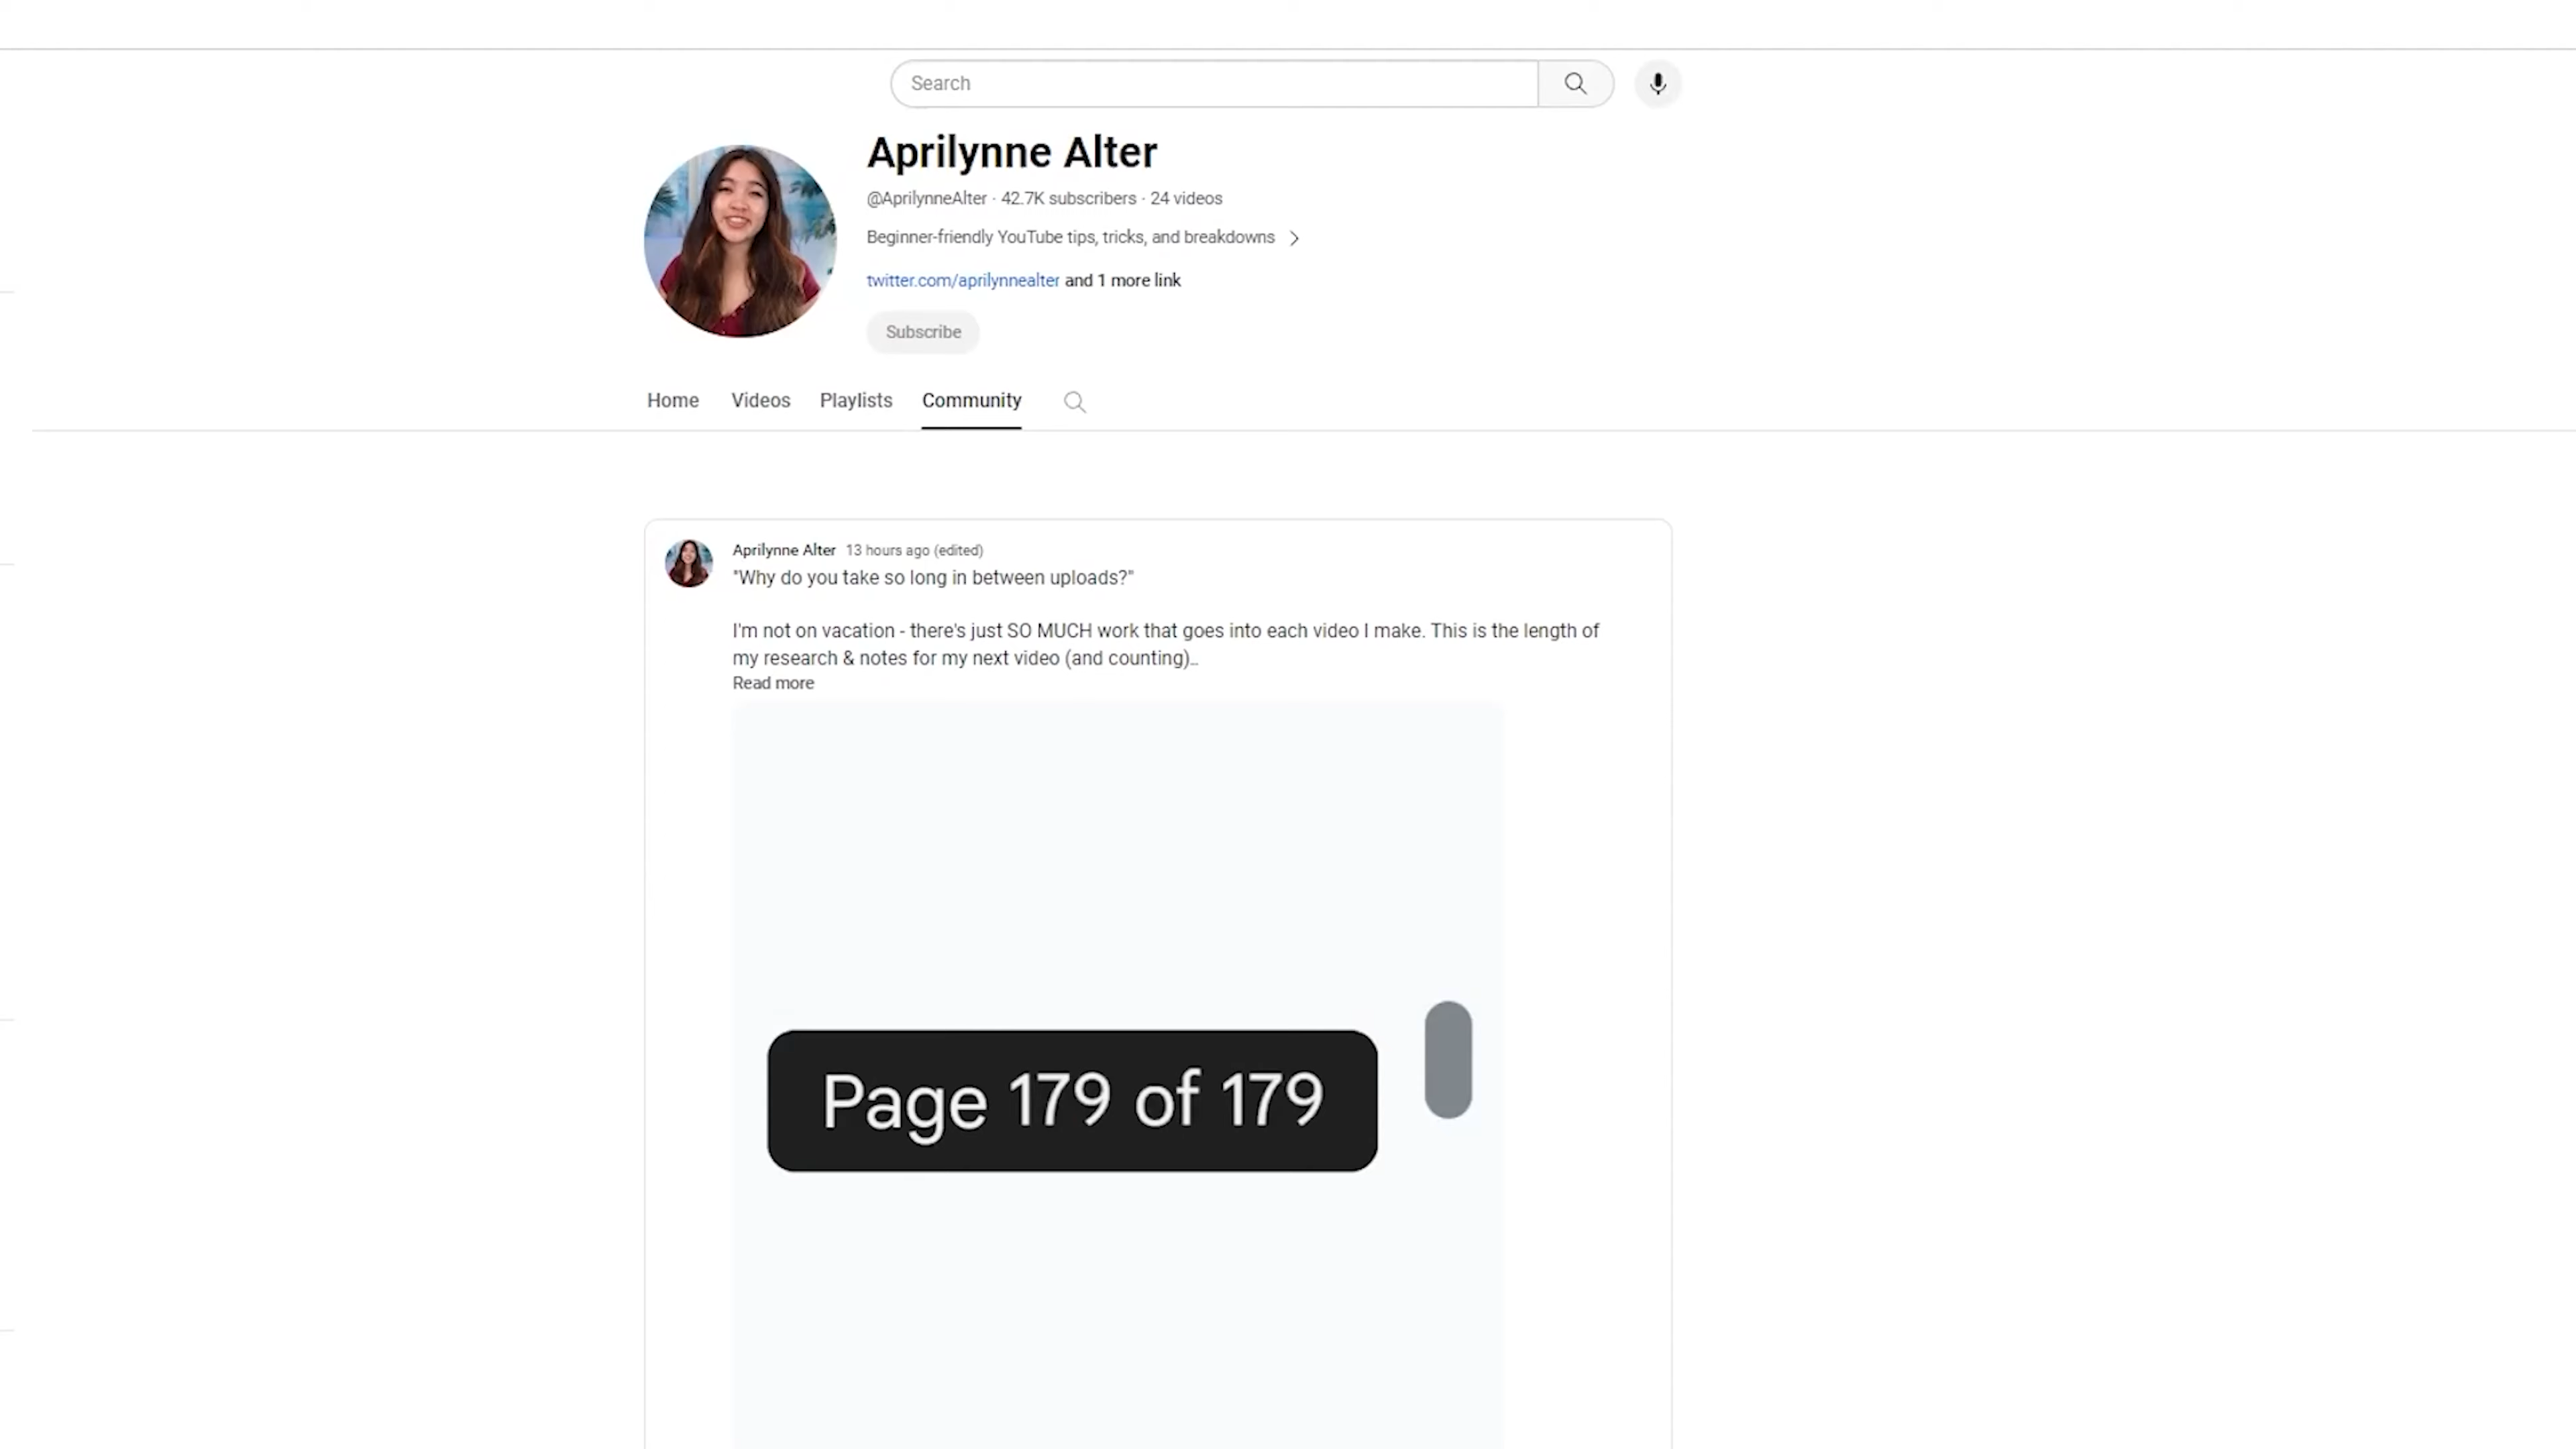 Search
Aprilynne Alter
@AprilynneAlter · 42.7K subscribers · 24 videos
Beginner-friendly YouTube tips, tricks, and breakdowns
twitter.com/aprilynnealter and 1 more link
Subscribe
Home Videos Playlists Community
Aprilynne Alter 13 hours ago (edited)
"Why do you take so long in between uploads?"
I'm not on vacation - there's just SO MUCH work that goes into each video I make. This is the length of
my research & notes for my next video (and counting)...
Read more
Page 179 of 179